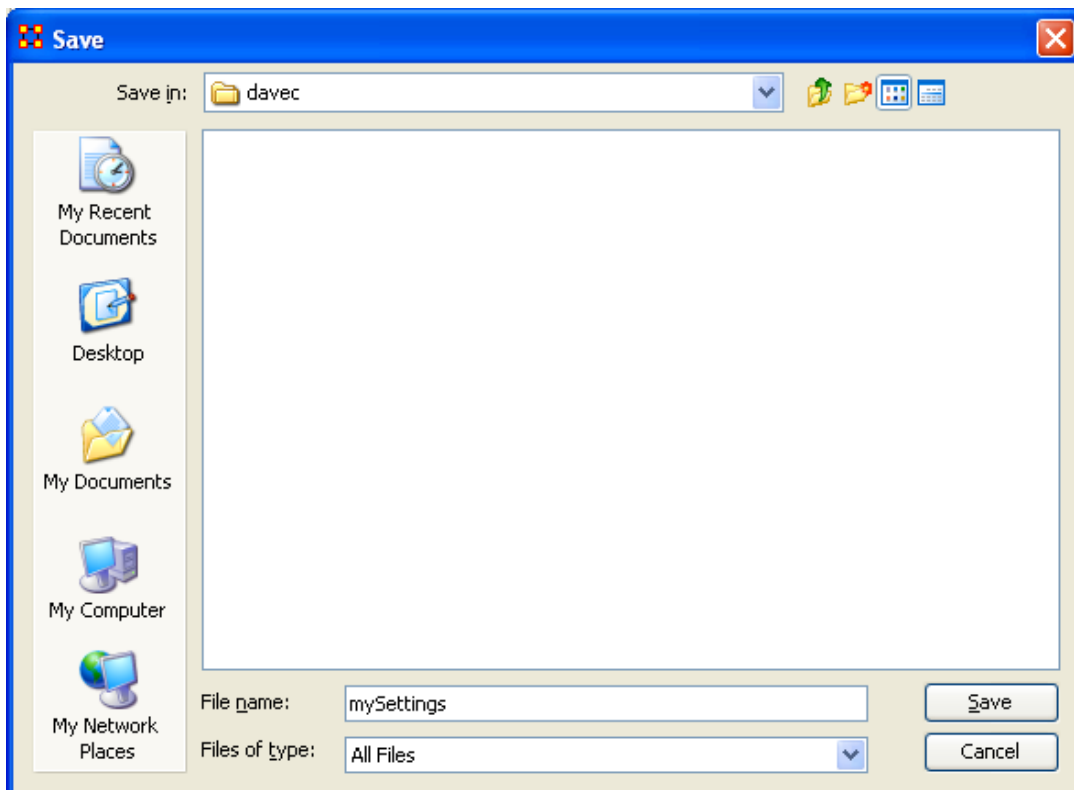 Save
Save in:
davec
My Recent
Documents
Desktop
My Documents
My Computer
My Network
Places
File name:
mySettings
Save
Files of type:
All Files
Cancel